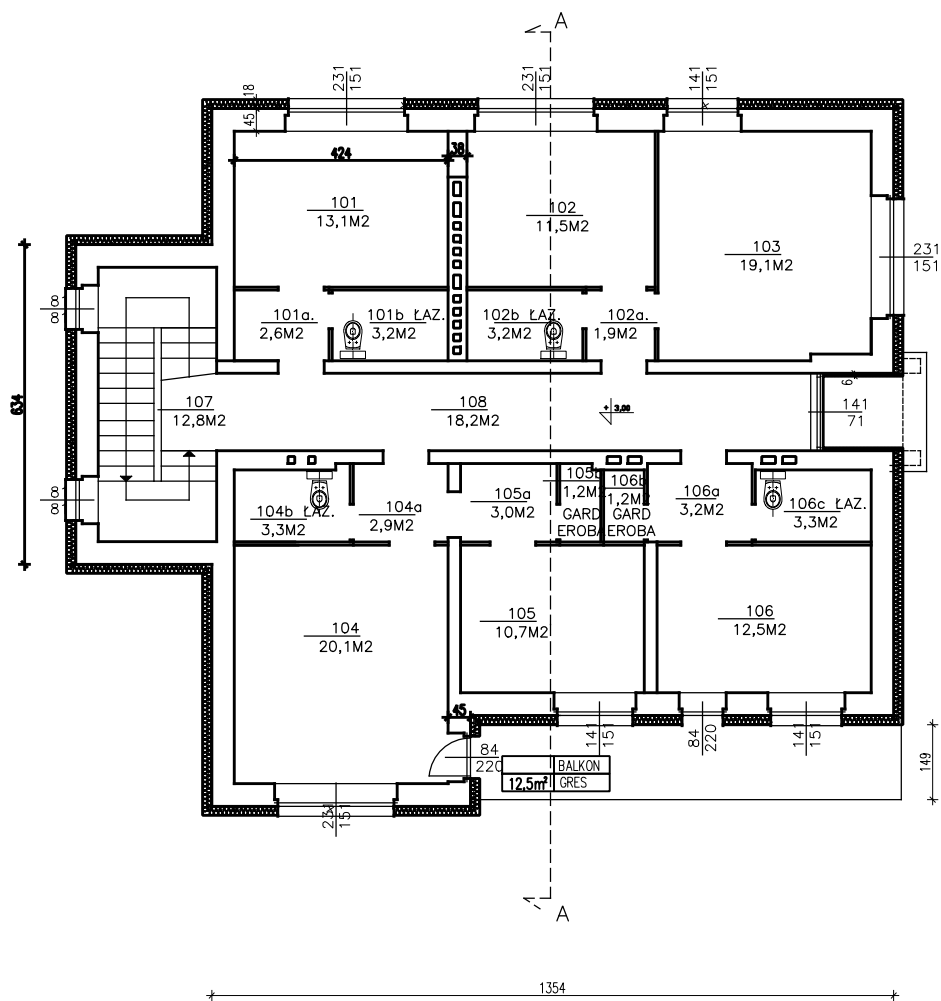 A
231
151
231
151
141
151
18
45
424
38
101
13,1M2
102
11,5M2
103
19,1M2
231
151
634
88
101a.
2,6M2
101b ŁAZ.
3,2M2
102b ŁAZ.
3,2M2
102a.
1,9M2
107
12,8M2
108
18,2M2
+ 3,00
9
141
71
88
104b ŁAZ.
3,3M2
104a
2,9M2
105a
3,0M2
105b
1,2M2
GARD
EROBA
106b
1,2M2
GARD
EROBA
106a
3,2M2
106c ŁAZ.
3,3M2
104
20,1M2
105
10,7M2
106
12,5M2
45
84
220
141
151
84
220
141
151
149
BALKON
12,5m² GRES
231
151
A
1354